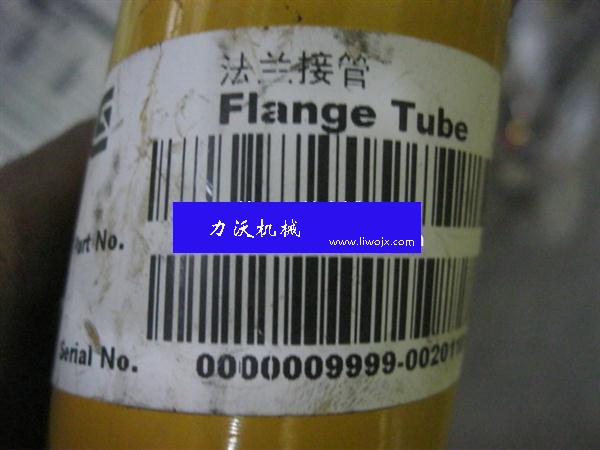 法兰接管
Flange Tube
力沃机械
www.liwojx.com
Part No.
Serial No.
0000009999-00201